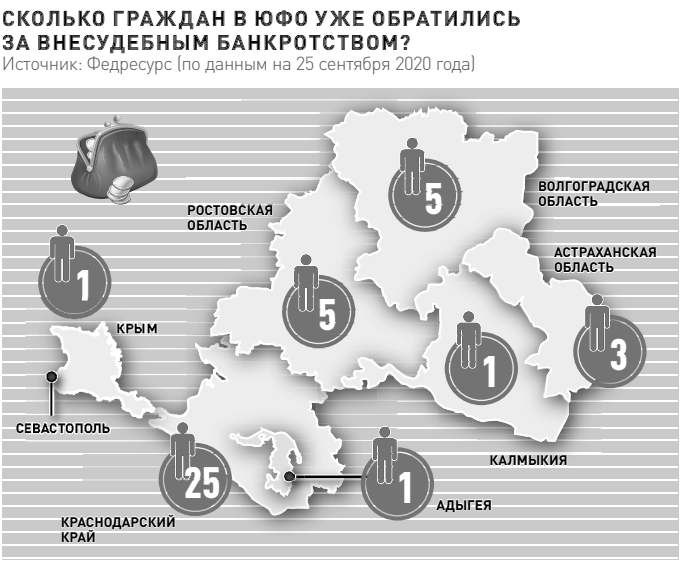 СКОЛЬКО ГРАЖДАН В ЮФО УЖЕ ОБРАТИЛИСЬ
ЗА ВНЕСУДЕБНЫМ БАНКРОТСТВОМ?
Источник: Федресурс (по данным на 25 сентября 2020 года)
5
ВОЛГОГРАДСКАЯ
ОБЛАСТЬ
РОСТОВСКАЯ
ОБЛАСТЬ
5
АСТРАХАНСКАЯ
ОБЛАСТЬ
3
1
КРЫМ
1
КАЛМЫКИЯ
СЕВАСТОПОЛЬ
25
КРАСНОДАРСКИЙ
КРАЙ
1
АДЫГЕЯ